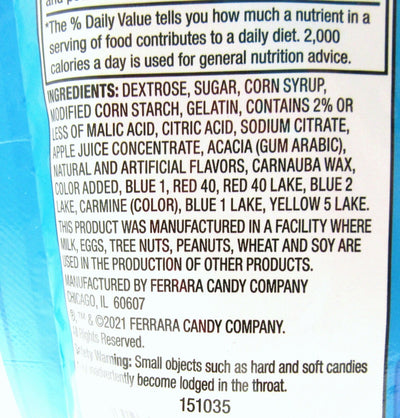 *The % Daily Value tells you how much a nutrient in a
serving of food contributes to a daily diet. 2,000
calories a day is used for general nutrition advice.
INGREDIENTS: DEXTROSE, SUGAR, CORN SYRUP,
MODIFIED CORN STARCH, GELATIN, CONTAINS 2% OR
LESS OF MALIC ACID, CITRIC ACID, SODIUM CITRATE,
APPLE JUICE CONCENTRATE, ACACIA (GUM ARABIC),
NATURAL AND ARTIFICIAL FLAVORS, CARNAUBA WAX,
COLOR ADDED, BLUE 1, RED 40, RED 40 LAKE, BLUE 2
LAKE, CARMINE (COLOR), BLUE 1 LAKE, YELLOW 5 LAKE.
THIS PRODUCT WAS MANUFACTURED IN A FACILITY WHERE
MILK, EGGS, TREE NUTS, PEANUTS, WHEAT AND SOY ARE
USED IN THE PRODUCTION OF OTHER PRODUCTS.
MANUFACTURED BY FERRARA CANDY COMPANY
CHICAGO, IL 60607
®, ™ & ©2021 FERRARA CANDY COMPANY.
All Rights Reserved.
Safety Warning: Small objects such as hard and soft candies
inadvertently become lodged in the throat.
151035